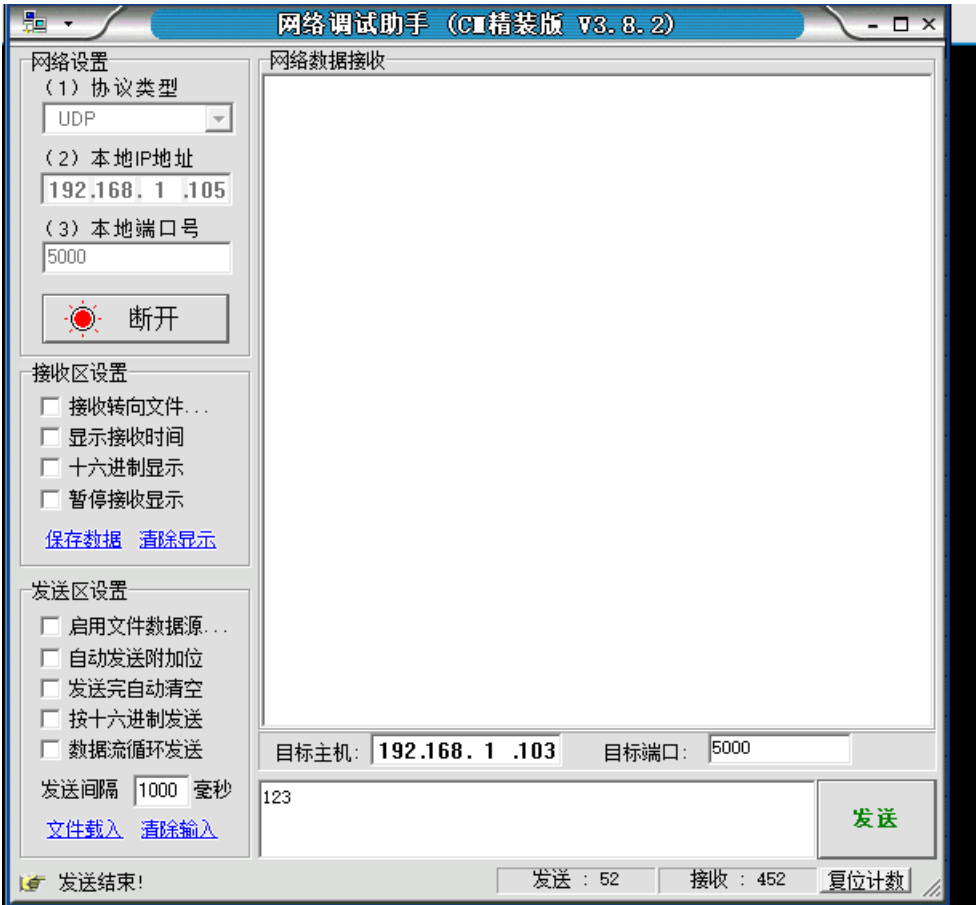 网络调试助手 (CⅢ精装版 V3.8.2)
网络设置
(1) 协议类型
UDP
(2) 本地IP地址
192.168. 1 .105
(3) 本地端口号
5000
断开
接收区设置
接收转向文件...
显示接收时间
十六进制显示
暂停接收显示
保存数据 清除显示
发送区设置
启用文件数据源...
自动发送附加位
发送完自动清空
按十六进制发送
数据流循环发送
发送间隔 1000 毫秒
文件载入 清除输入
网络数据接收
目标主机: 192.168. 1 .103 目标端口: 5000
123
发送
发送结束!
发送 : 52 接收 : 452 复位计数